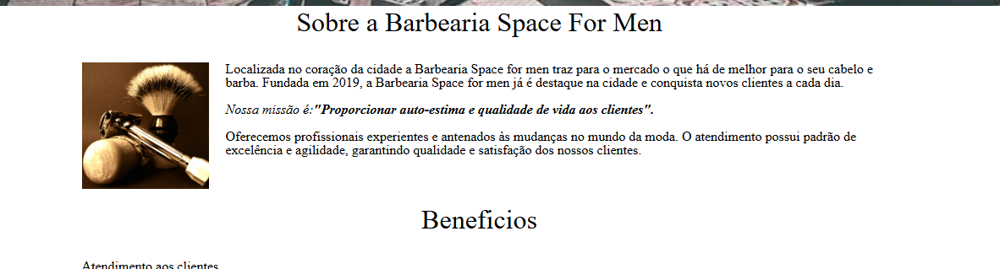 Sobre a Barbearia Space For Men
Localizada no coração da cidade a Barbearia Space for men traz para o mercado o que há de melhor para o seu cabelo e
barba. Fundada em 2019, a Barbearia Space for men já é destaque na cidade e conquista novos clientes a cada dia.
Nossa missão é:"Proporcionar auto-estima e qualidade de vida aos clientes".
Oferecemos profissionais experientes e antenados às mudanças no mundo da moda. O atendimento possui padrão de
excelência e agilidade, garantindo qualidade e satisfação dos nossos clientes.
Beneficios
Atendimento aos clientes